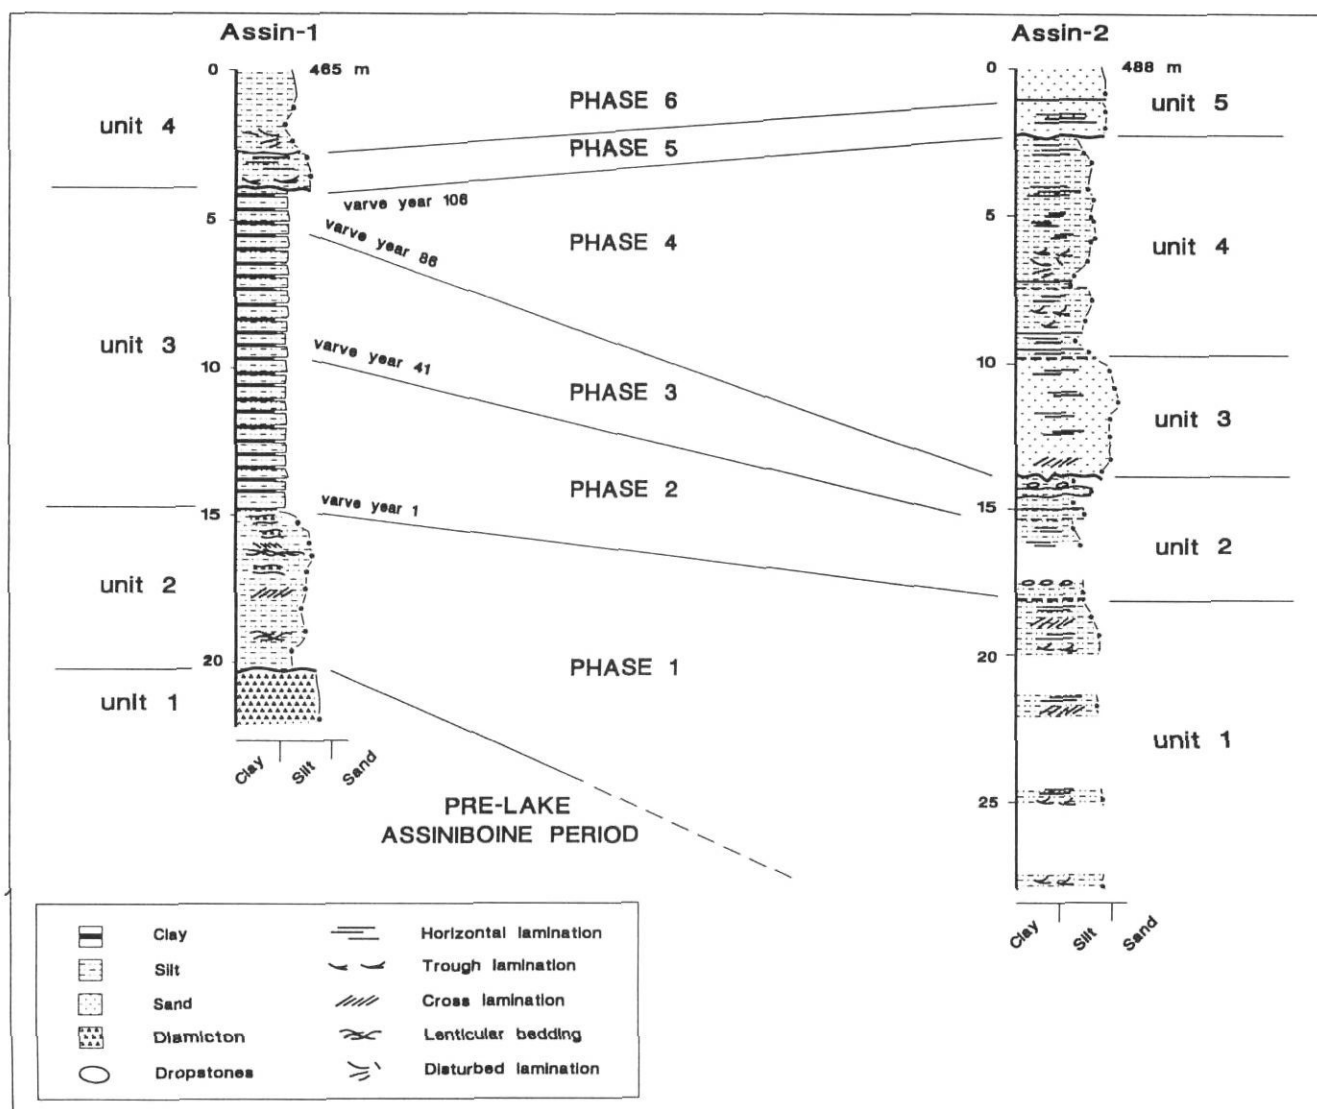 Assin-1
Assin-2
0
465 m
0
488 m
PHASE 6
unit 5
unit 4
PHASE 5
varve year 108
5
varve year 86
PHASE 4
5
unit 4
unit 3
varve year 41
10
PHASE 3
10
unit 3
PHASE 2
15
varve year 1
15
unit 2
unit 2
20
PHASE 1
20
unit 1
unit 1
Clay
Silt
Sand
PRE-LAKE
ASSINIBOINE PERIOD
25
Clay
Silt
Sand
Clay
Horizontal lamination
Silt
Trough lamination
Sand
Cross lamination
Diamicton
Lenticular bedding
Dropstones
Disturbed lamination